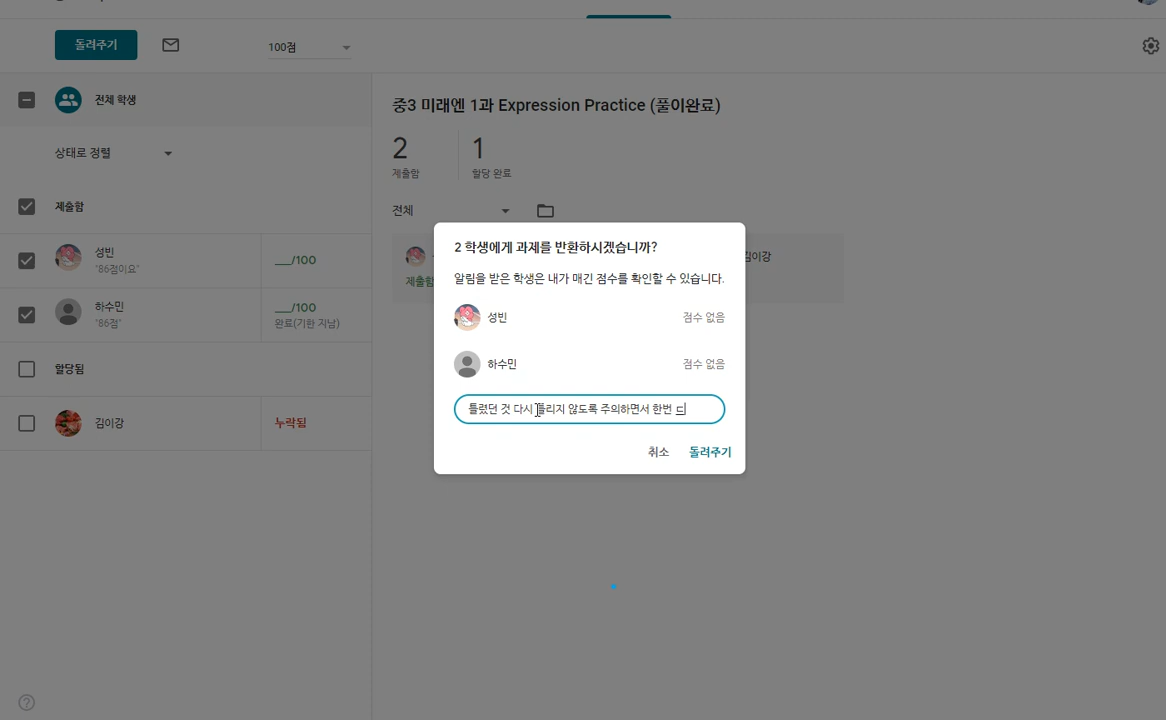 돌려주기
100점
전체 학생
상태로 정렬
제출함
성빈
"86점이요"
___/100
하수민
"86점"
___/100
완료(기한 지남)
할당됨
김이강
누락됨
중3 미래엔 1과 Expression Practice (풀이완료)
2
제출함
1
할당 완료
전체
제출함
김이강
2 학생에게 과제를 반환하시겠습니까?
알림을 받은 학생은 내가 매긴 점수를 확인할 수 있습니다.
성빈
점수 없음
하수민
점수 없음
틀렸던 것 다시 틀리지 않도록 주의하면서 한번 ㄷ
취소
돌려주기